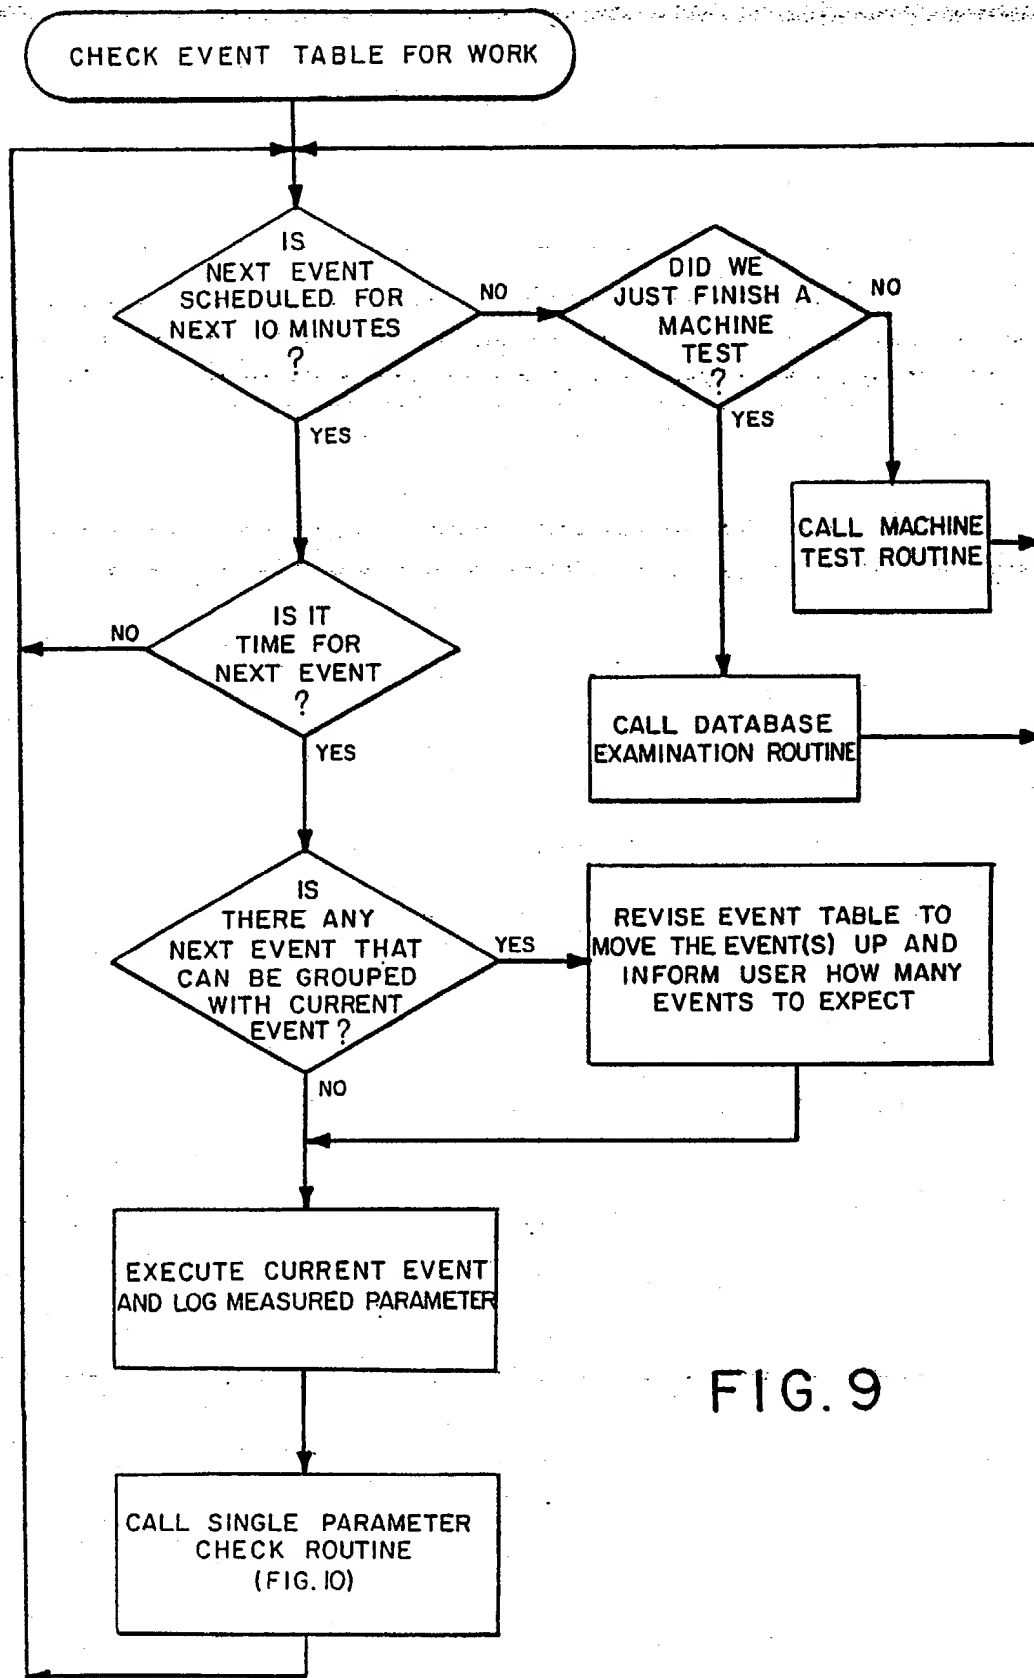 CHECK EVENT TABLE FOR WORK
IS
NEXT EVENT
SCHEDULED FOR
NEXT 10 MINUTES
?
NO
YES
DID WE
JUST FINISH A
MACHINE
TEST
?
NO
YES
CALL MACHINE
TEST ROUTINE
IS IT
TIME FOR
NEXT EVENT
?
NO
YES
CALL DATABASE
EXAMINATION ROUTINE
IS
THERE ANY
NEXT EVENT THAT
CAN BE GROUPED
WITH CURRENT
EVENT?
YES
NO
REVISE EVENT TABLE TO
MOVE THE EVENT(S) UP AND
INFORM USER HOW MANY
EVENTS TO EXPECT
EXECUTE CURRENT EVENT
AND LOG MEASURED PARAMETER
FIG. 9
CALL SINGLE PARAMETER
CHECK ROUTINE
(FIG. 10)